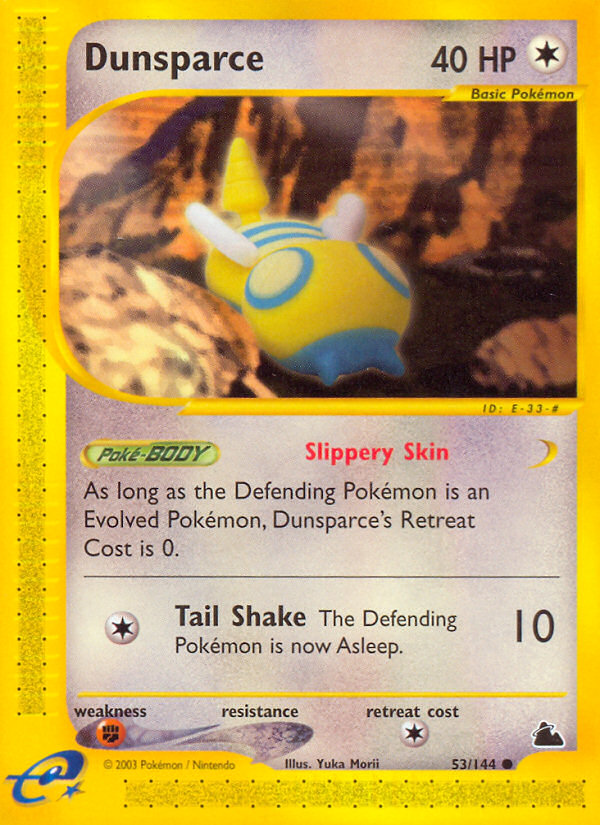 Dunsparce 40 HP
Basic Pokémon
ID: E-33-#
Poké-BODY Slippery Skin
As long as the Defending Pokémon is an
Evolved Pokémon, Dunsparce's Retreat
Cost is 0.
Tail Shake The Defending 10
Pokémon is now Asleep.
weakness resistance retreat cost
© 2003 Pokémon / Nintendo Illus. Yuka Morii 53/144
e